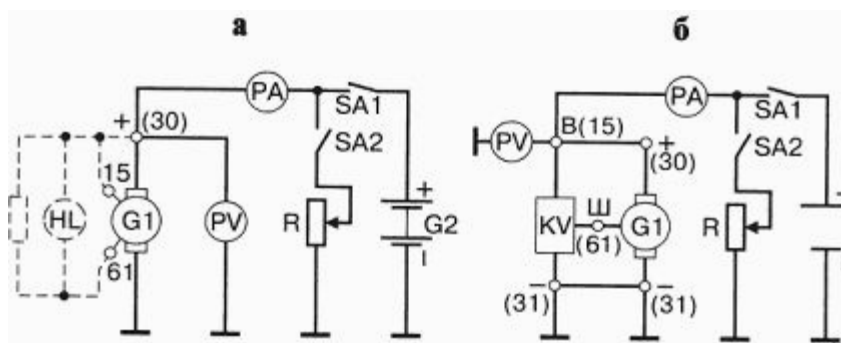 а
б
PA
SA1
SA2
+ (30)
15
HL
G1
61
PV
R
+
G2
PA
SA1
SA2
PV
B(15)
+
(30)
KV
Ш
(61)
G1
R
−
(31)
−
(31)